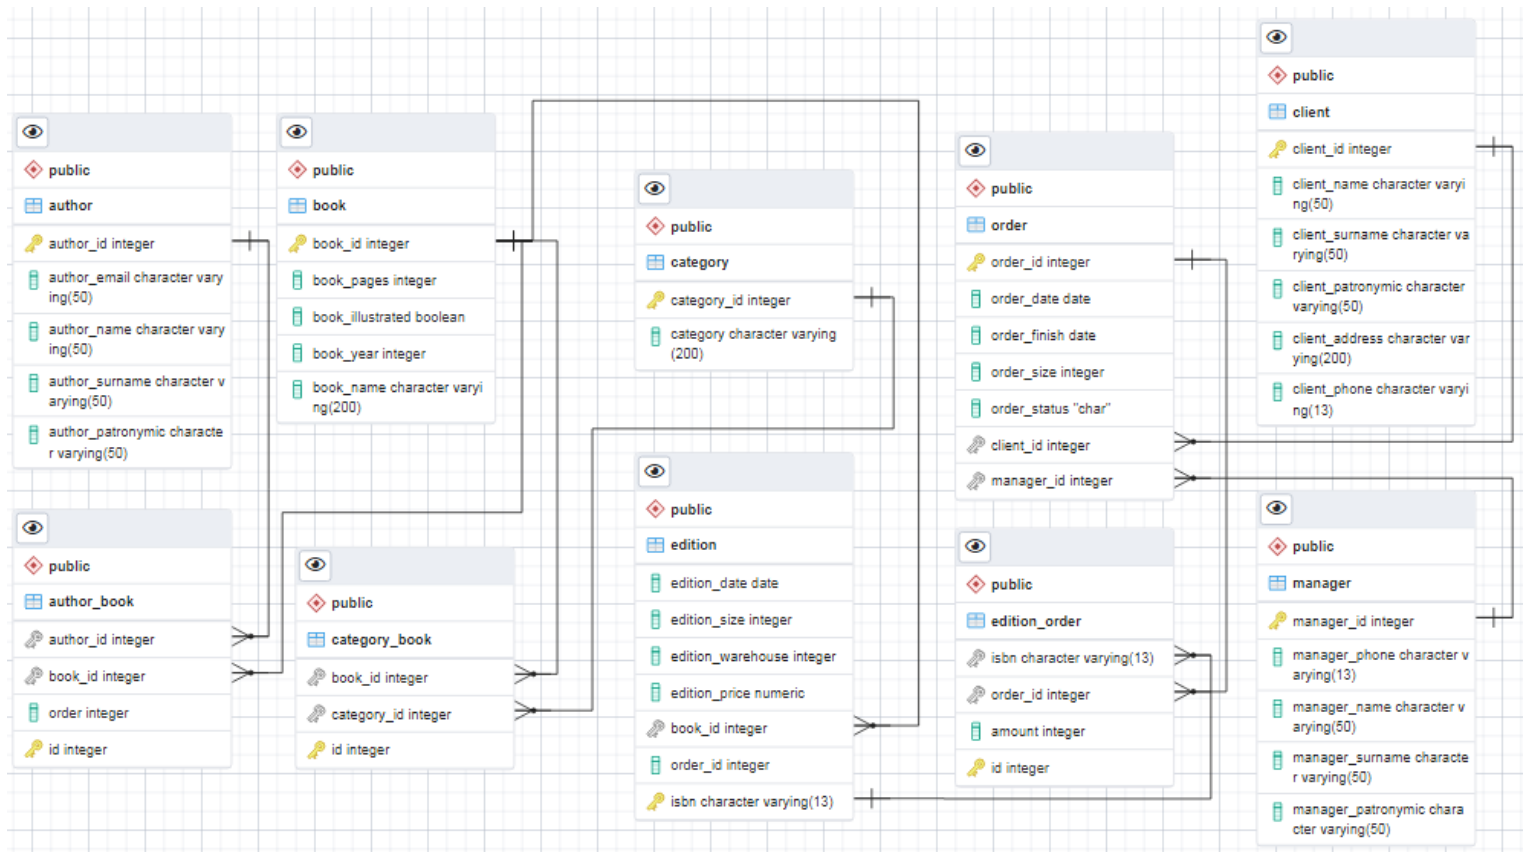 public
author
author_id integer
author_email character vary
ing(50)
author_name character vary
ing(50)
author_surname character v
arying(50)
author_patronymic characte
r varying(50)
public
book
book_id integer
book_pages integer
book_illustrated boolean
book_year integer
book_name character varyi
ng(200)
public
category
category_id integer
category character varying
(200)
public
order
order_id integer
order_date date
order_finish date
order_size integer
order_status "char"
client_id integer
manager_id integer
public
client
client_id integer
client_name character varyi
ng(50)
client_surname character va
rying(50)
client_patronymic character
varying(50)
client_address character var
ying(200)
client_phone character varyi
ng(13)
public
author_book
author_id integer
book_id integer
order integer
id integer
public
category_book
book_id integer
category_id integer
id integer
public
edition
edition_date date
edition_size integer
edition_warehouse integer
edition_price numeric
book_id integer
order_id integer
isbn character varying(13)
public
edition_order
isbn character varying(13)
order_id integer
amount integer
id integer
public
manager
manager_id integer
manager_phone character v
arying(13)
manager_name character v
arying(50)
manager_surname characte
r varying(50)
manager_patronymic chara
cter varying(50)